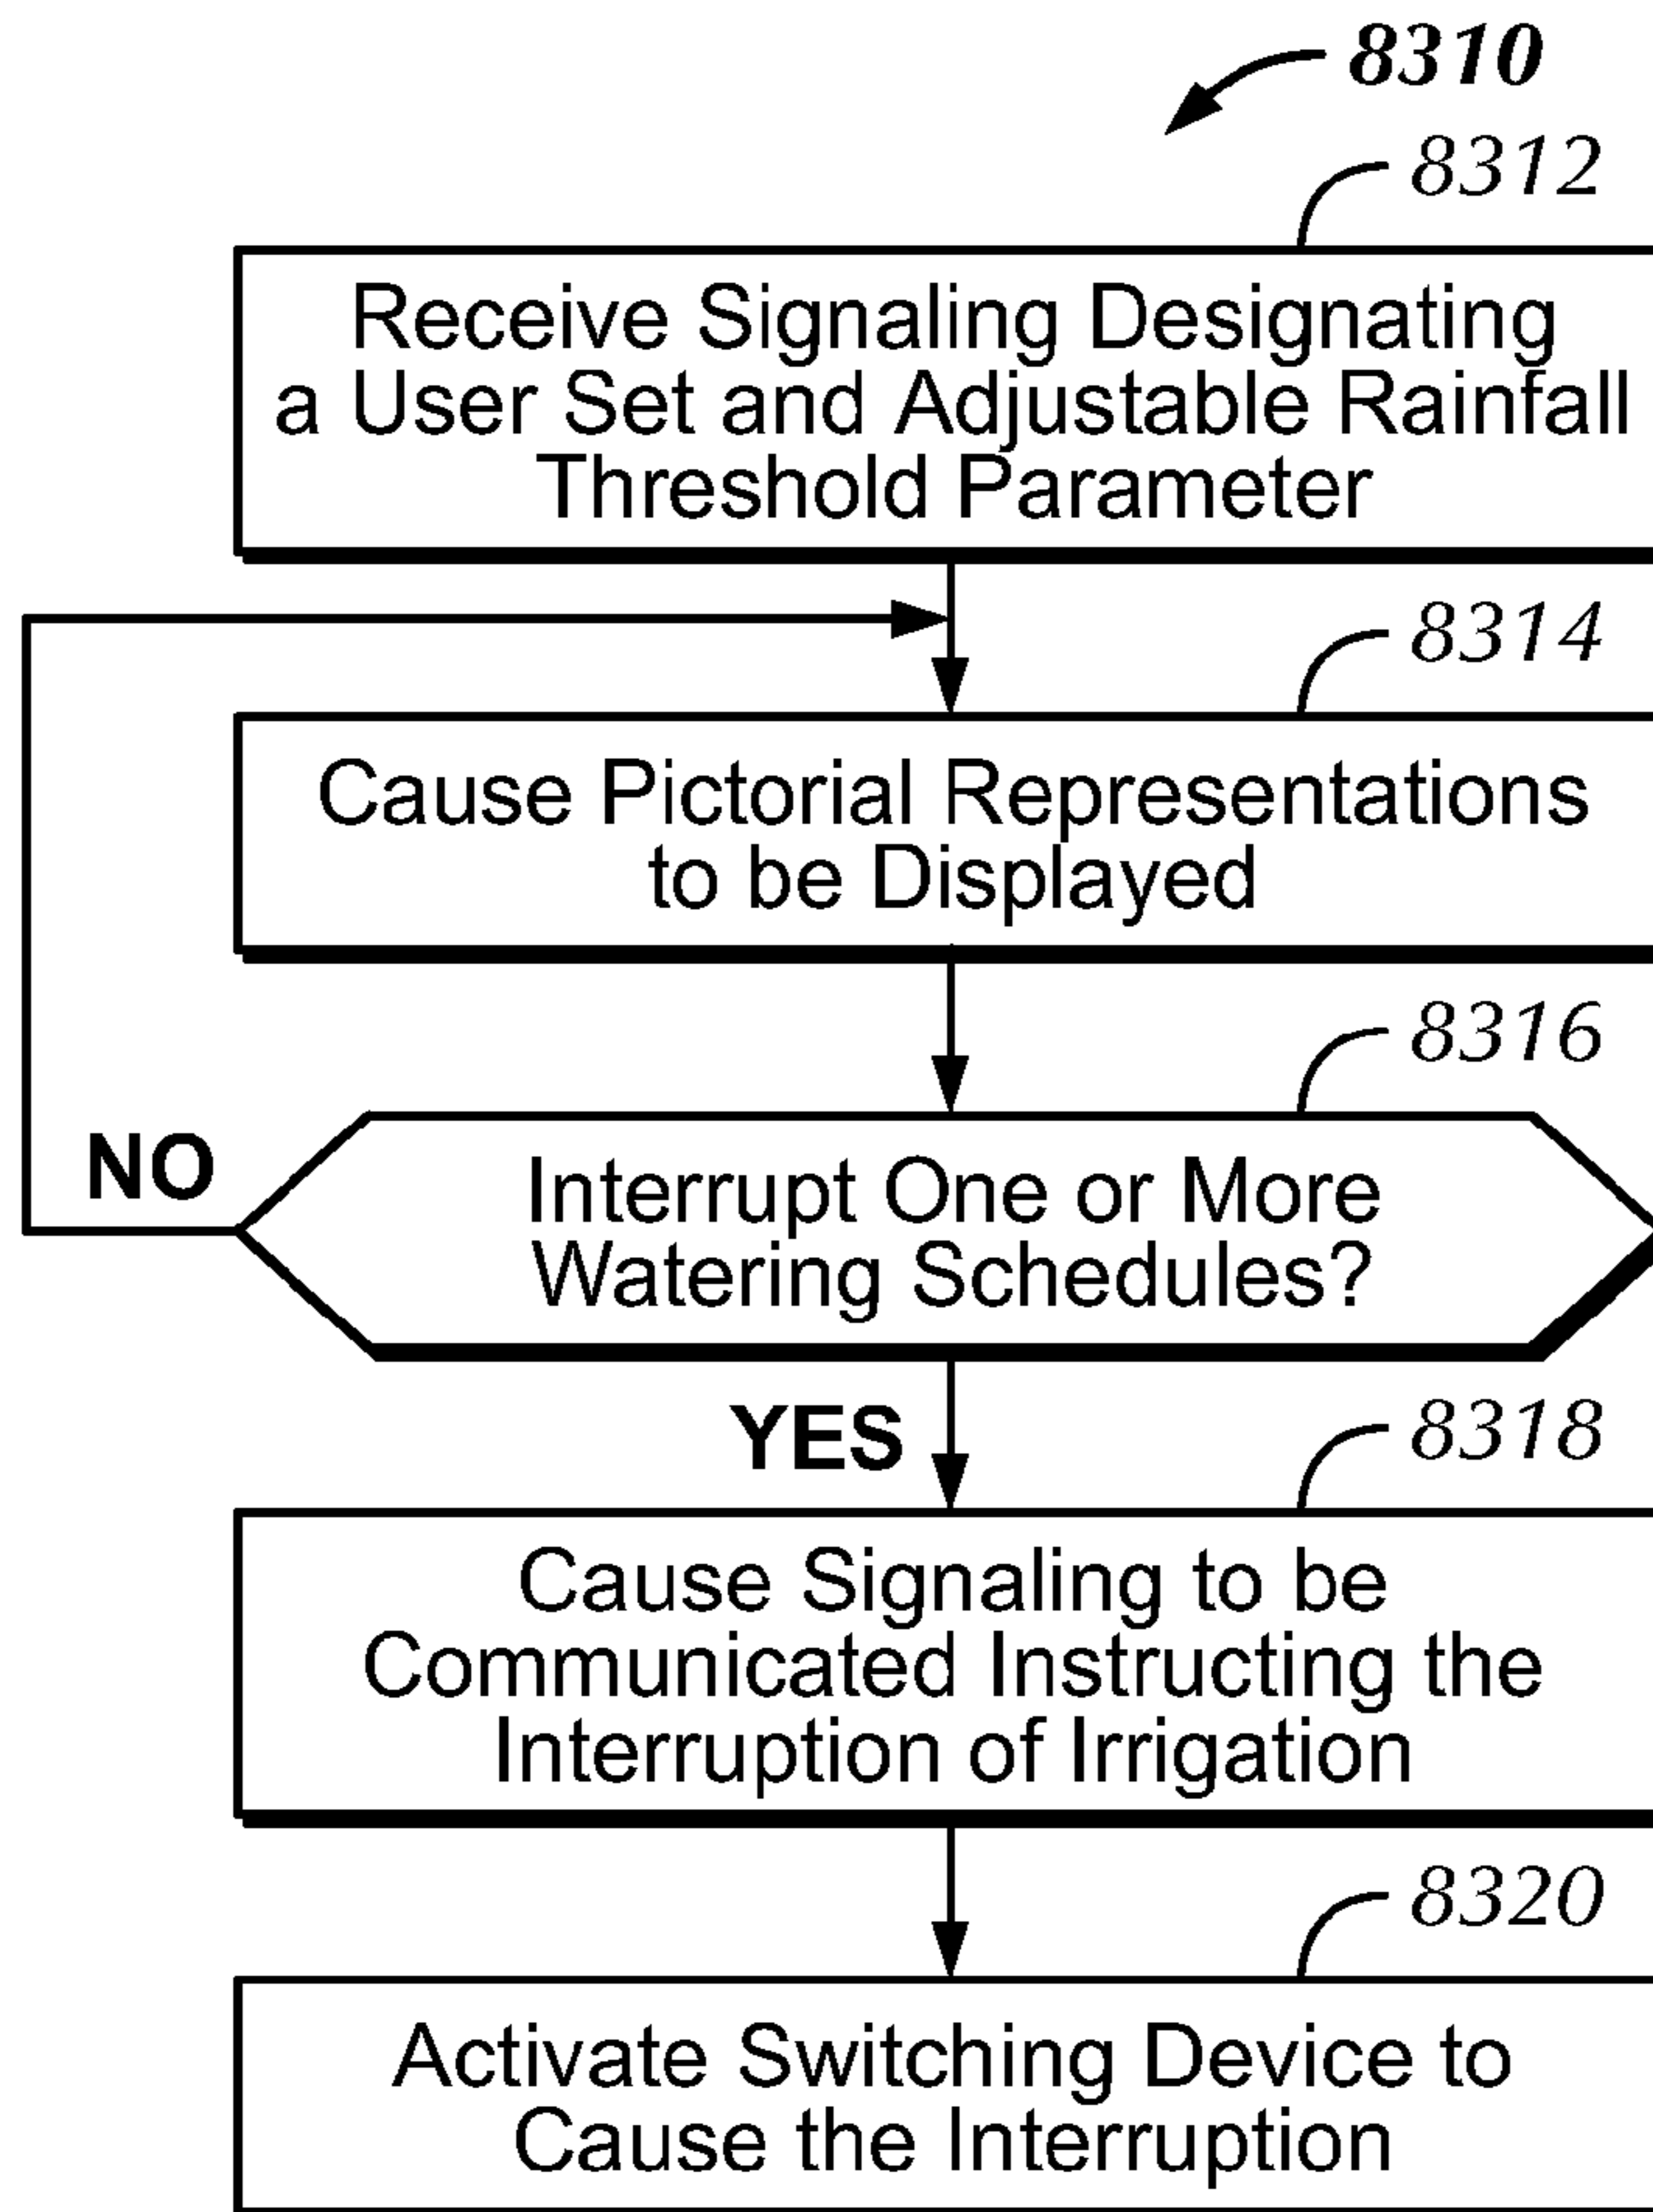 8310
8312
Receive Signaling Designating
a User Set and Adjustable Rainfall
Threshold Parameter
8314
Cause Pictorial Representations
to be Displayed
8316
NO
Interrupt One or More
Watering Schedules?
YES
8318
Cause Signaling to be
Communicated Instructing the
Interruption of Irrigation
8320
Activate Switching Device to
Cause the Interruption